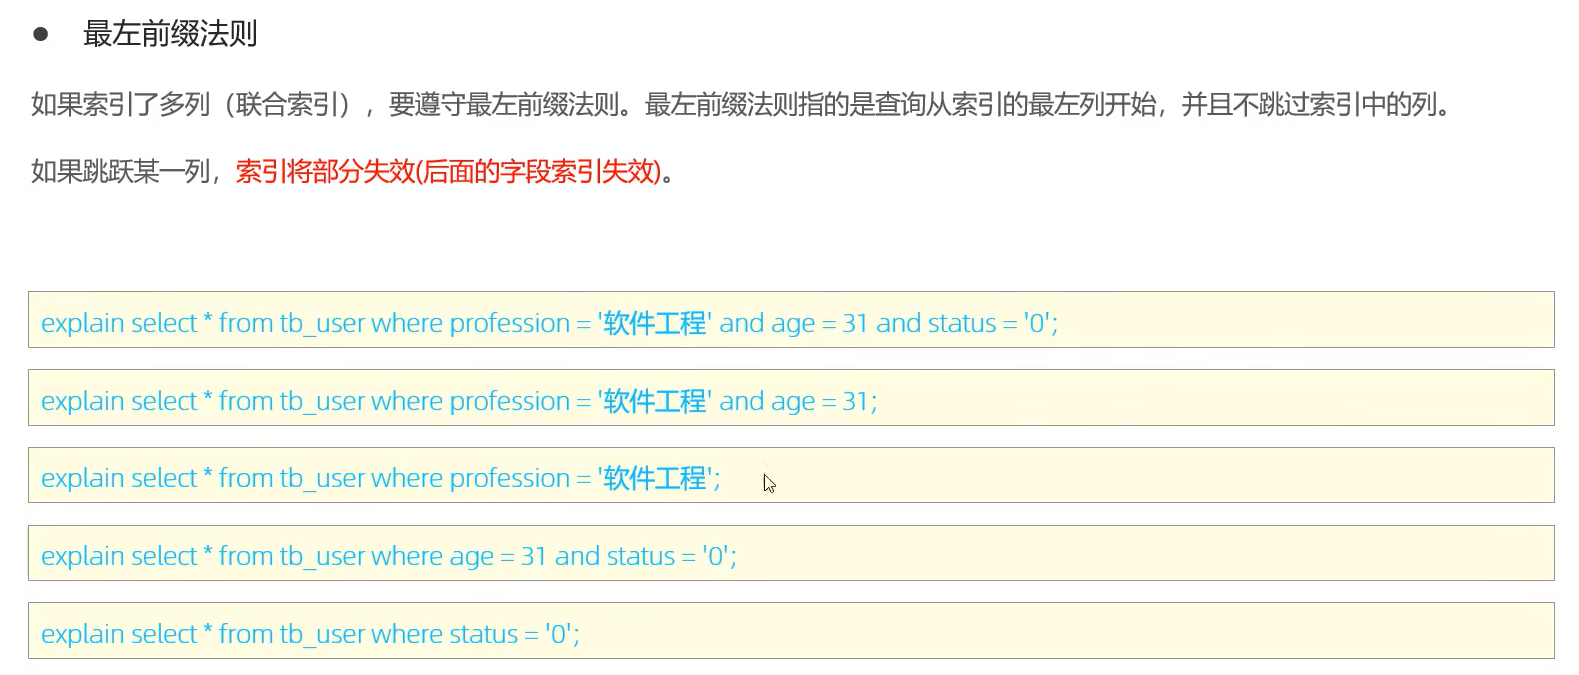 ● 最左前缀法则
如果索引了多列（联合索引），要遵守最左前缀法则。最左前缀法则指的是查询从索引的最左列开始，并且不跳过索引中的列。
如果跳跃某一列，索引将部分失效(后面的字段索引失效)。
explain select * from tb_user where profession = '软件工程' and age = 31 and status = '0';
explain select * from tb_user where profession = '软件工程' and age = 31;
explain select * from tb_user where profession = '软件工程';
explain select * from tb_user where age = 31 and status = '0';
explain select * from tb_user where status = '0';